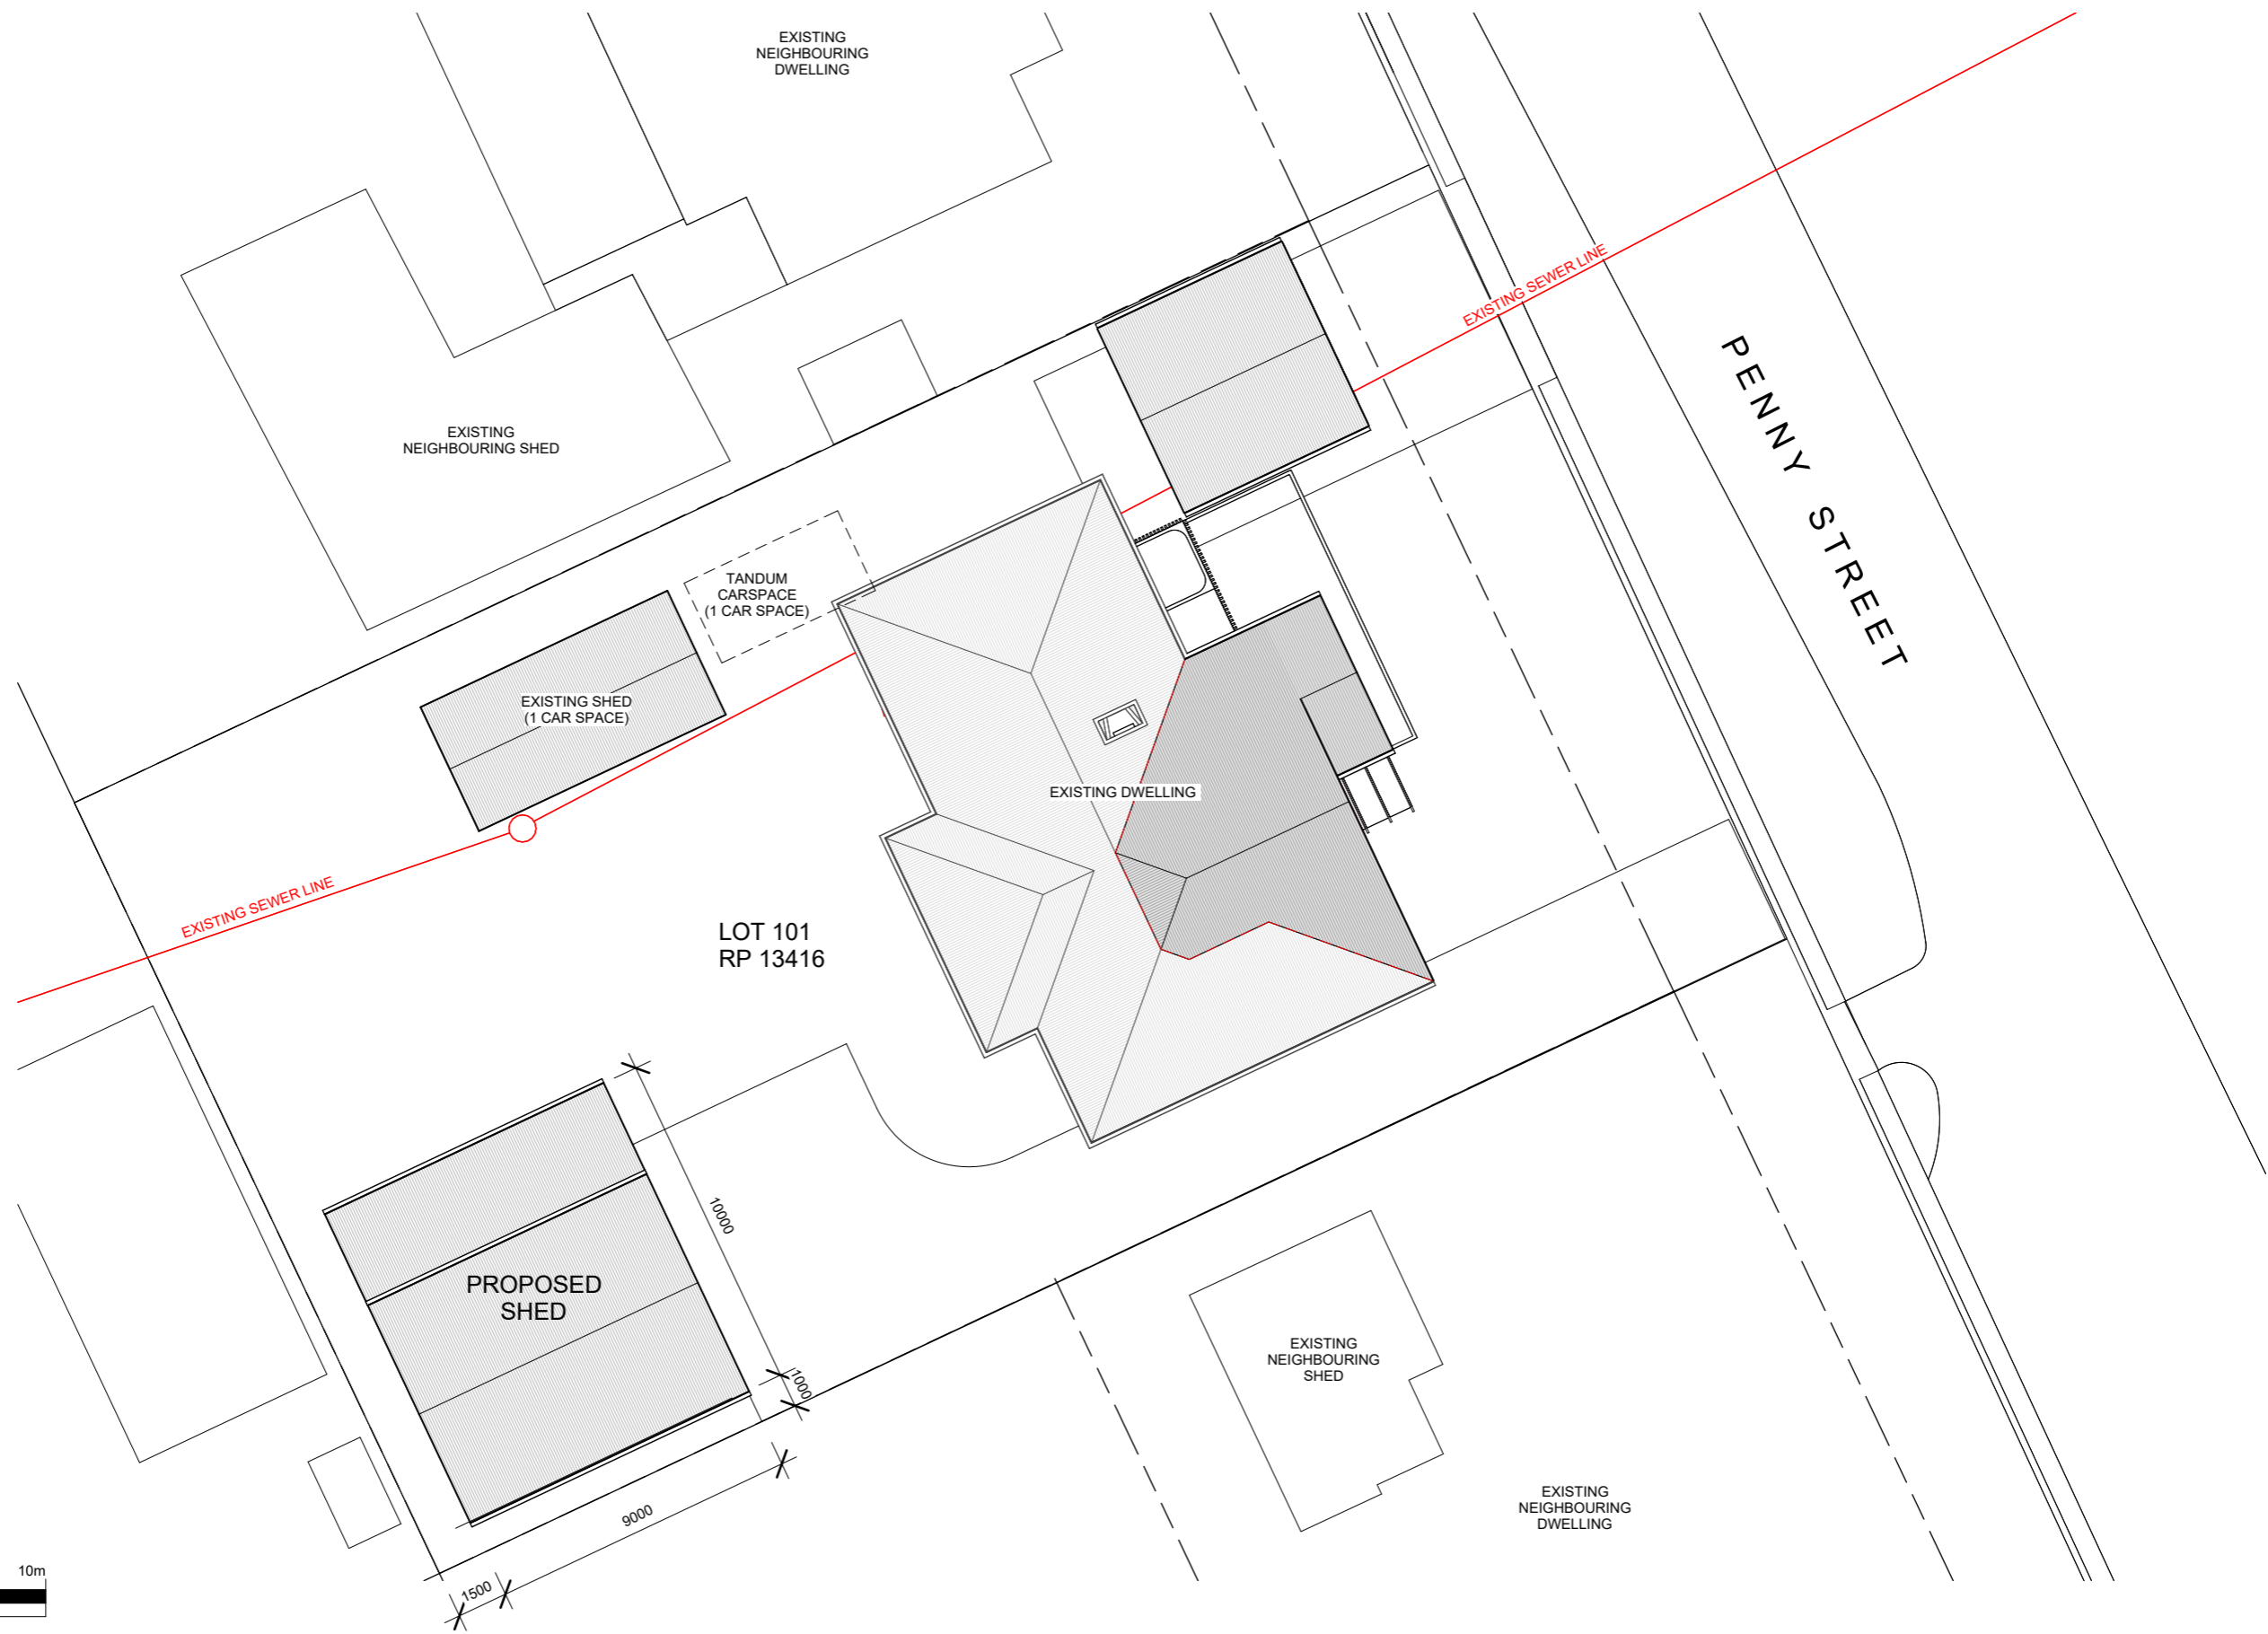 EXISTING
NEIGHBOURING
DWELLING
EXISTING SEWER LINE
PENNY STREET
EXISTING
NEIGHBOURING SHED
TANDUM
CARSPACE
(1 CAR SPACE)
EXISTING SHED
(1 CAR SPACE)
EXISTING DWELLING
EXISTING SEWER LINE
LOT 101
RP 13416
10000
PROPOSED
SHED
1000
EXISTING
NEIGHBOURING
SHED
9000
EXISTING
NEIGHBOURING
DWELLING
10m
1500